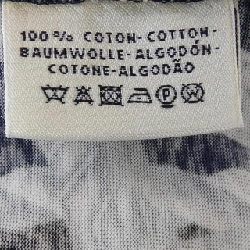 100 % COTON-COTTON-
BAUMWOLLE-ALGODÓN-
COTONE-ALGODÃO
P